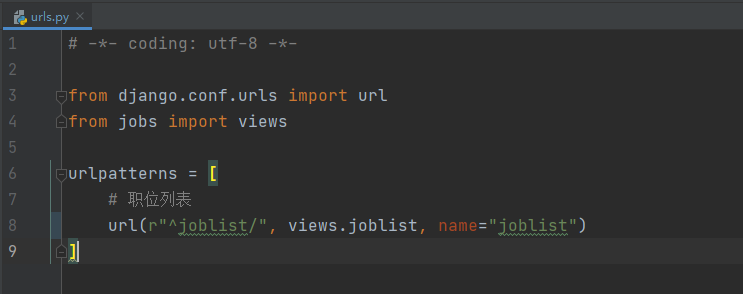 urls.py
1 # -*- coding: utf-8 -*-
2
3 from django.conf.urls import url
4 from jobs import views
5
6 urlpatterns = [
7     # 职位列表
8     url(r"^joblist/", views.joblist, name="joblist")
9 ]